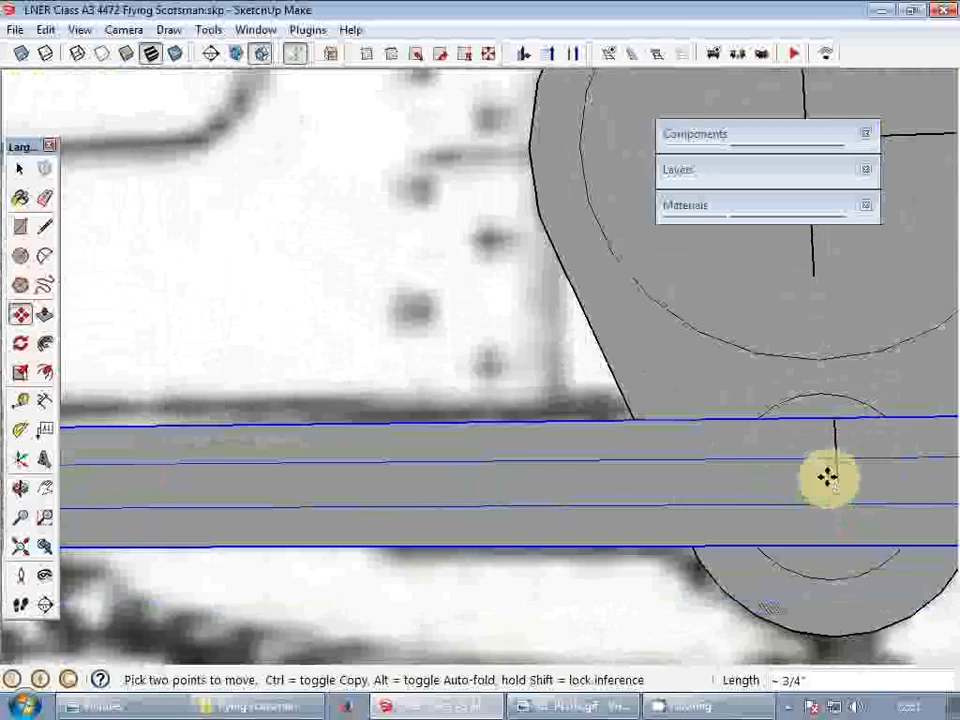 LNER Class A3 4472 Flying Scotsman.skp - SketchUp Make
File Edit View Camera Draw Tools Window Plugins Help
Larg...
Components
Layers
Materials
Pick two points to move. Ctrl = toggle Copy, Alt = toggle Auto-fold, hold Shift = lock inference
Length
~ 3/4"